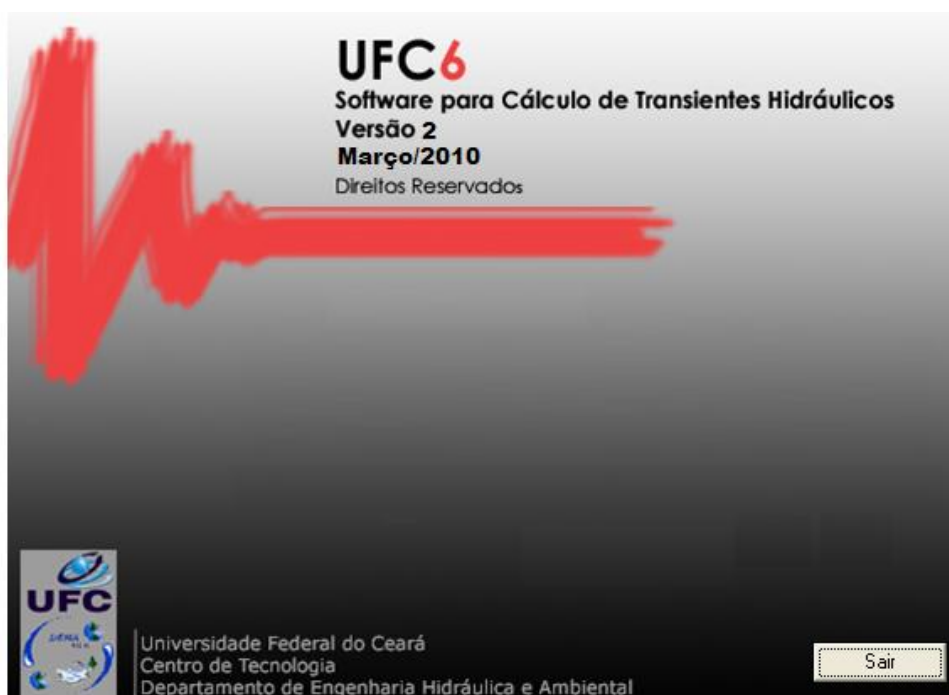 UFC6
Software para Cálculo de Transientes Hidráulicos
Versão 2
Março/2010
Direitos Reservados
UFC
Universidade Federal do Ceará
Centro de Tecnologia
Departamento de Engenharia Hidráulica e Ambiental
Sair